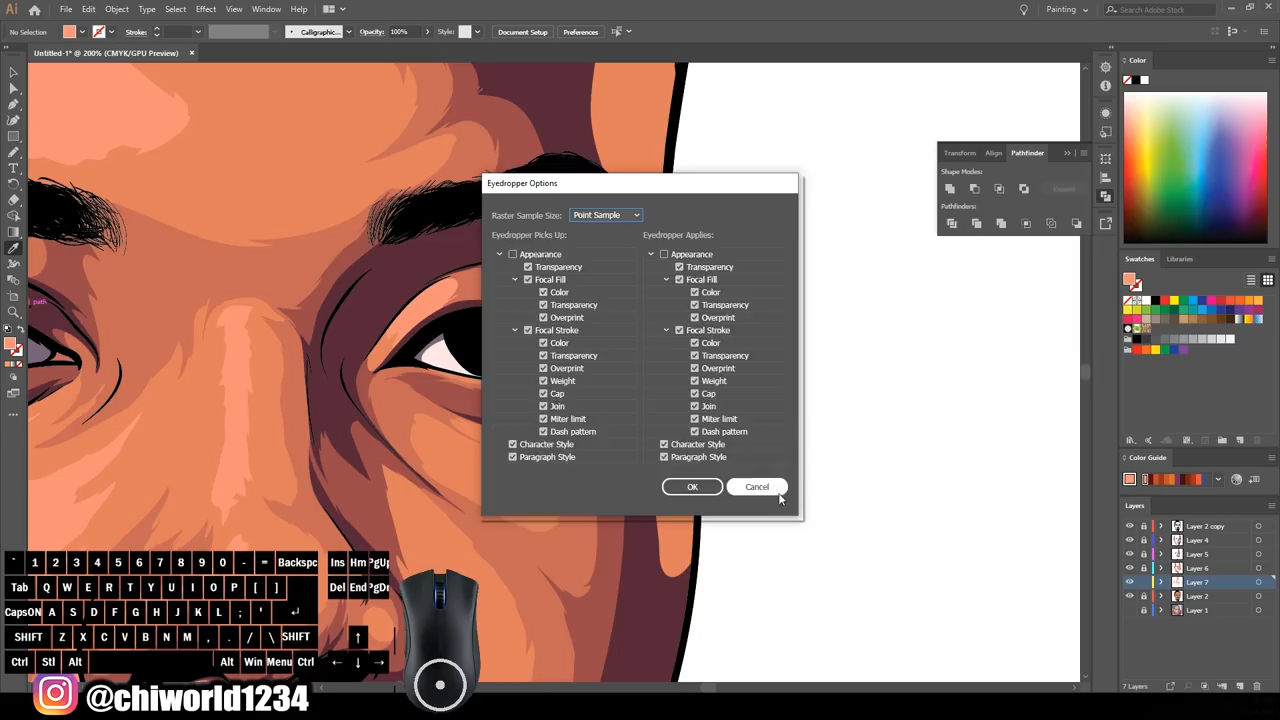 Ai File Edit Object Type Select Effect View Window Help Painting Search Adobe Stock
No Selection Stroke: Calligraphic... Opacity: 100% Style: Document Setup Preferences
Untitled-1* @ 200% (CMYK/GPU Preview) ×
Color
Transform Align Pathfinder
Shape Modes:
Expand
Pathfinders:
Eyedropper Options
Raster Sample Size: Point Sample
Eyedropper Picks Up: Eyedropper Applies:
Appearance Appearance
Transparency Transparency
Focal Fill Focal Fill
Color Color
Transparency Transparency
Overprint Overprint
Focal Stroke Focal Stroke
Color Color
Transparency Transparency
Overprint Overprint
Weight Weight
Cap Cap
Join Join
Miter limit Miter limit
Dash pattern Dash pattern
Character Style Character Style
Paragraph Style Paragraph Style
OK Cancel
path
Swatches Libraries
Color Guide
Layers
Layer 2 copy
Layer 4
Layer 5
Layer 6
Layer 7
Layer 2
Layer 1
7 Layers
` 1 2 3 4 5 6 7 8 9 0 - = Backspc Ins Hm PgUp
Tab Q W E R T Y U I O P [ ] Del End PgDn
CapsON A S D F G H J K L ; '
SHIFT Z X C V B N M , . / \ SHIFT ↑
Ctrl Stl Alt Alt Win Menu Ctrl ← ↓ →
@chiworld1234